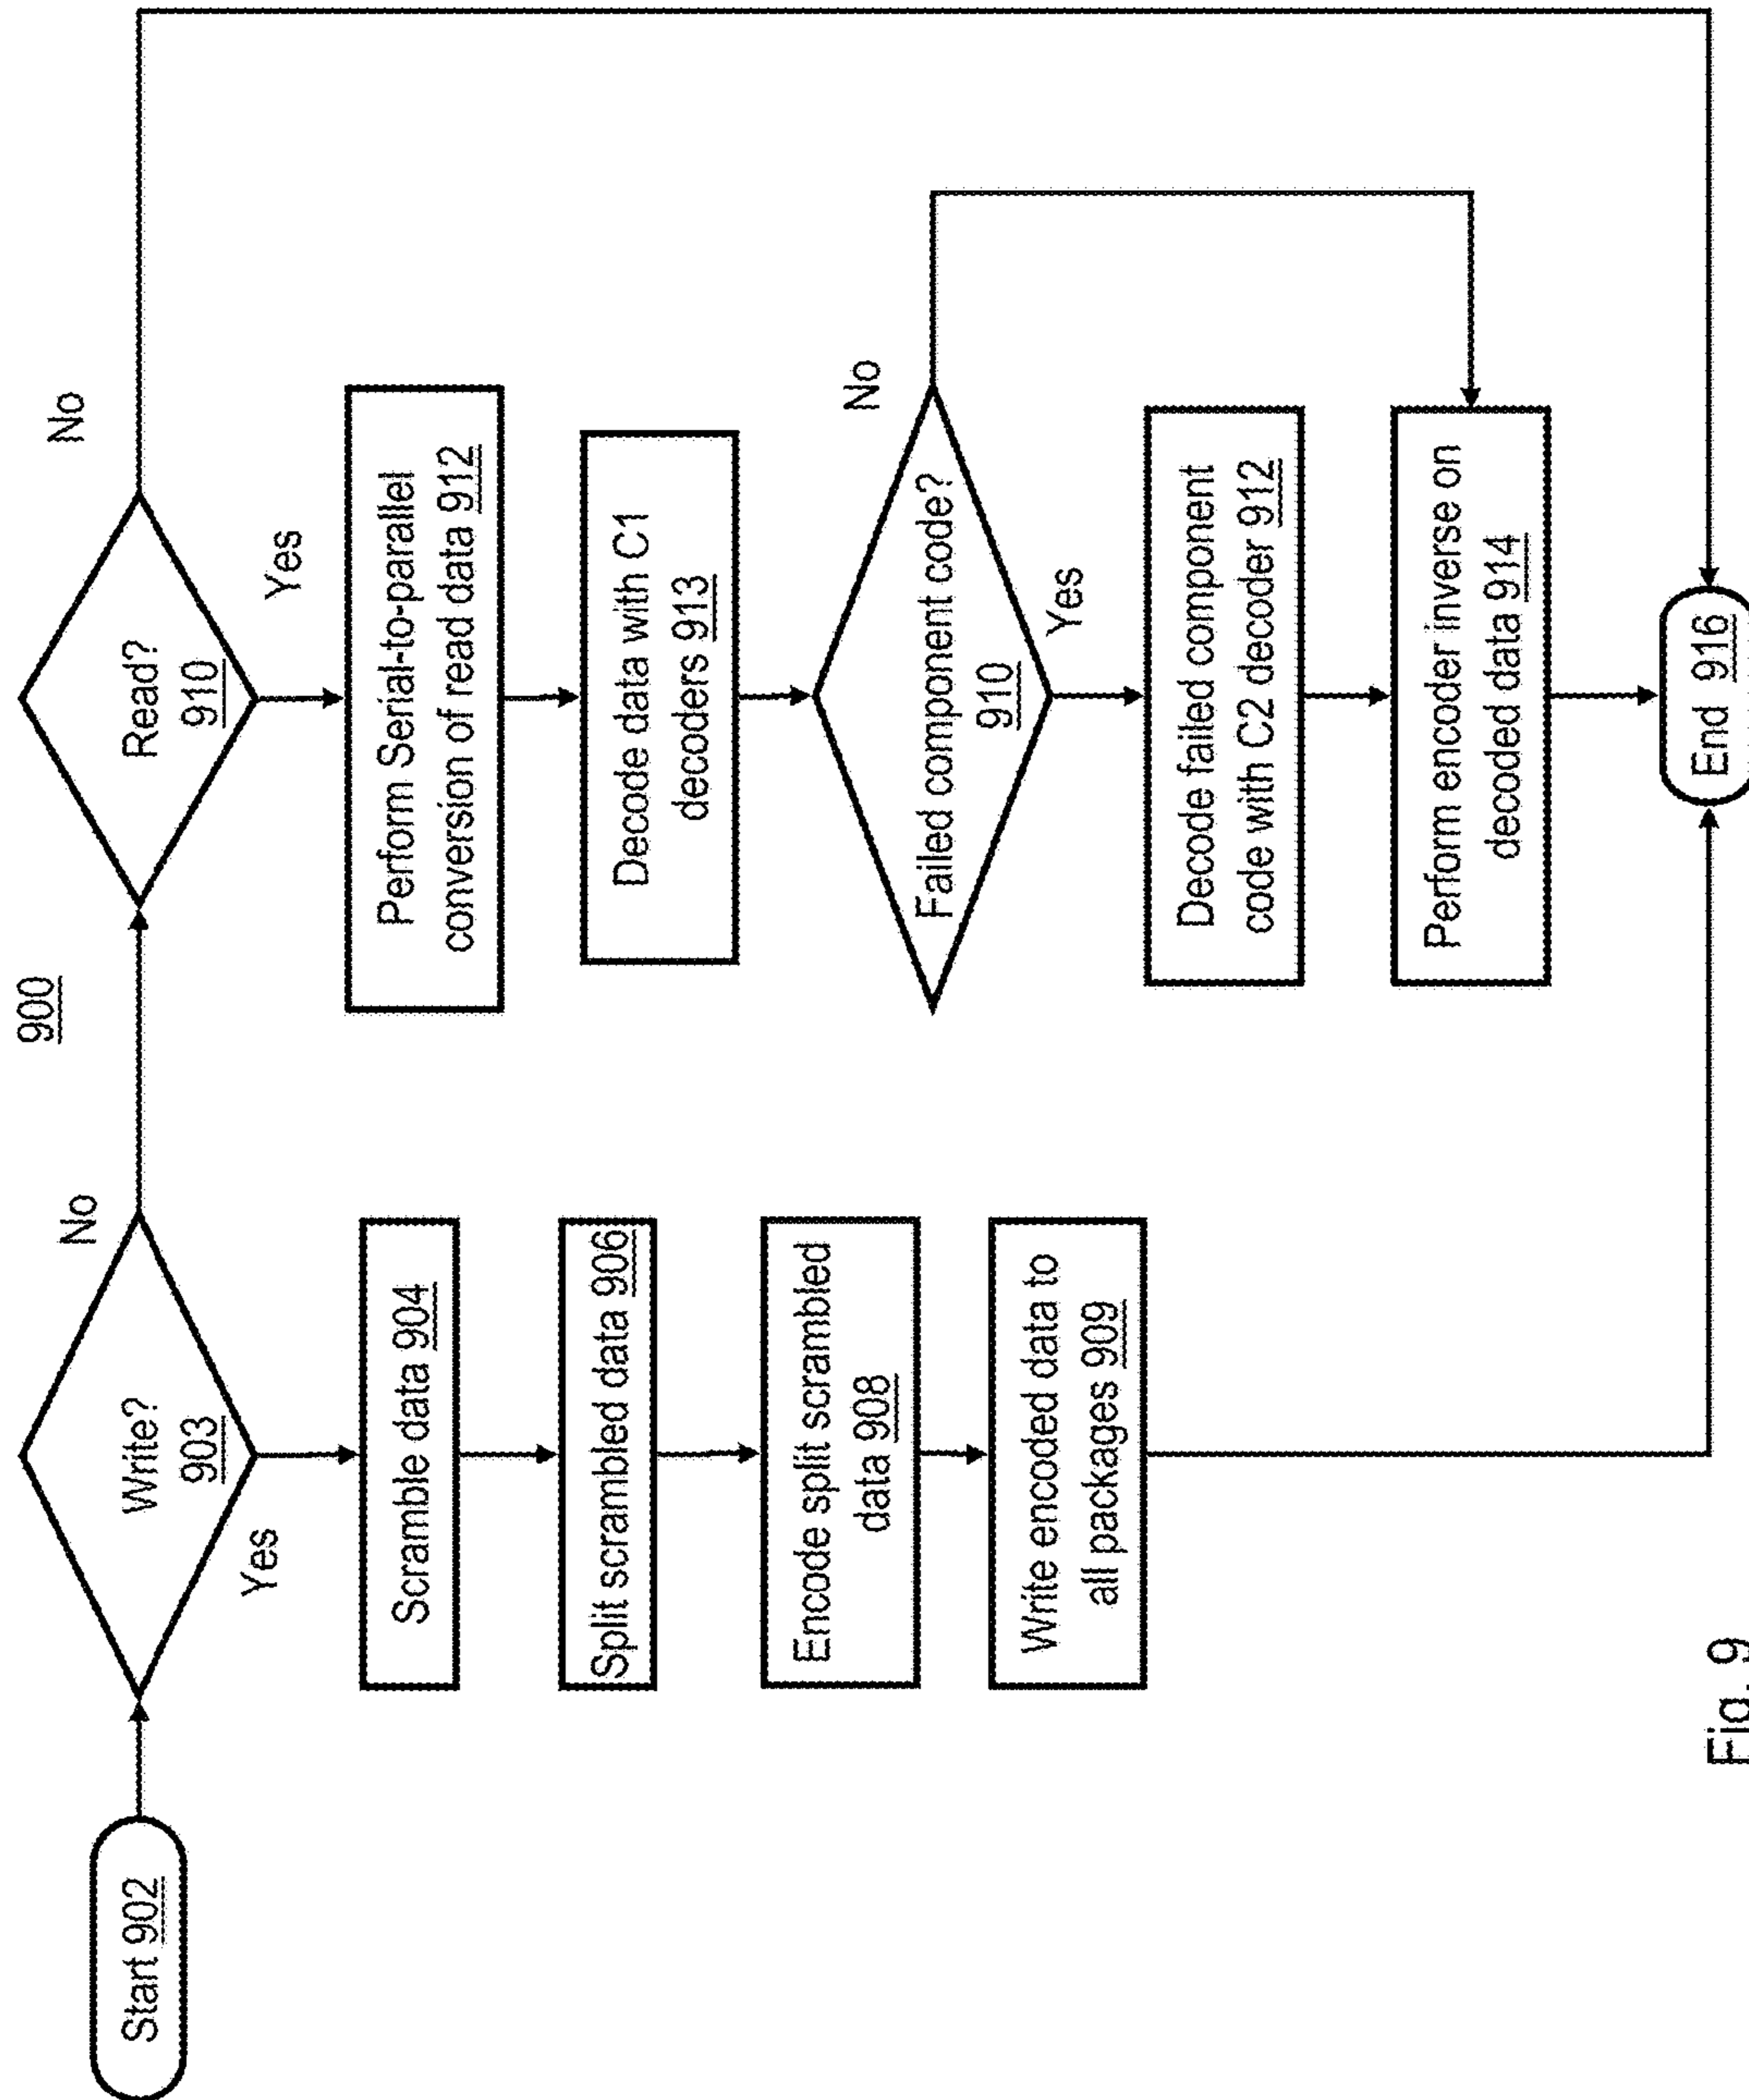 900
Start 902
Write?
903
No
Yes
Scramble data 904
Split scrambled data 906
Encode split scrambled
data 908
Write encoded data to
all packages 909
Read?
910
No
Yes
Perform Serial-to-parallel
conversion of read data 912
Decode data with C1
decoders 913
Failed component code?
910
No
Yes
Decode failed component
code with C2 decoder 912
Perform encoder inverse on
decoded data 914
End 916
Fig. 9